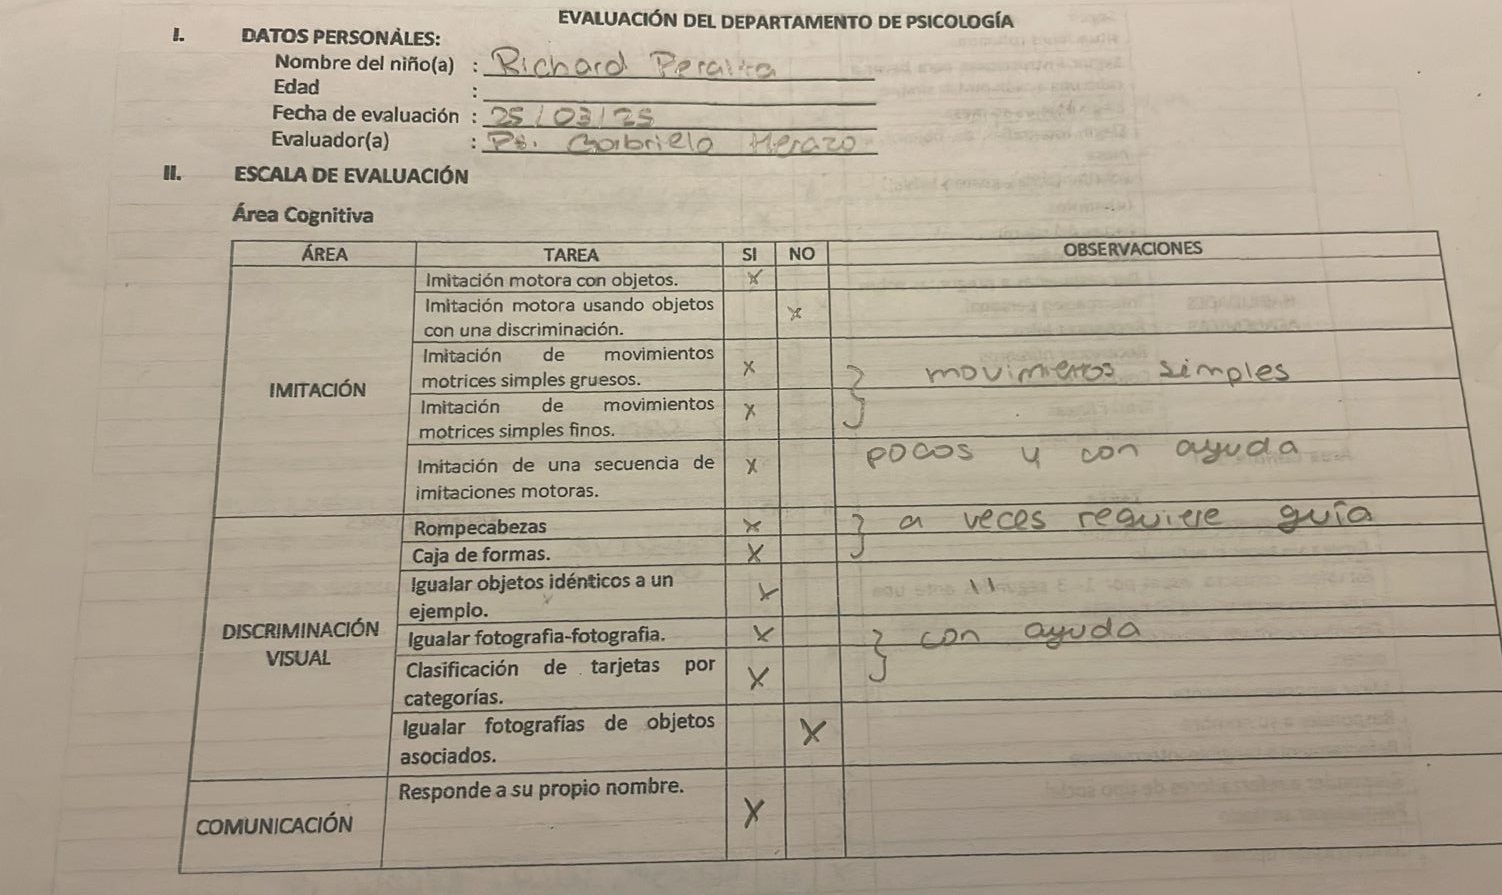 EVALUACIÓN DEL DEPARTAMENTO DE PSICOLOGÍA
I. DATOS PERSONALES:
Nombre del niño(a) : Richard Peralta
Edad :
Fecha de evaluación : 25/03/25
Evaluador(a) : Ps. Gabriela Herazo
II. ESCALA DE EVALUACIÓN
Área Cognitiva
ÁREA TAREA SI NO OBSERVACIONES
Imitación motora con objetos. X
Imitación motora usando objetos
con una discriminación. X
Imitación de movimientos
motrices simples gruesos. X } movimientos simples
IMITACIÓN
Imitación de movimientos
motrices simples finos. X
Imitación de una secuencia de
imitaciones motoras. X pocos y con ayuda
Rompecabezas X } a veces requiere guía
Caja de formas. X
Igualar objetos idénticos a un
ejemplo. X "
DISCRIMINACIÓN
VISUAL
Igualar fotografia-fotografia. X } con ayuda
Clasificación de tarjetas por
categorías. X
Igualar fotografías de objetos
asociados. X
COMUNICACIÓN
Responde a su propio nombre. X